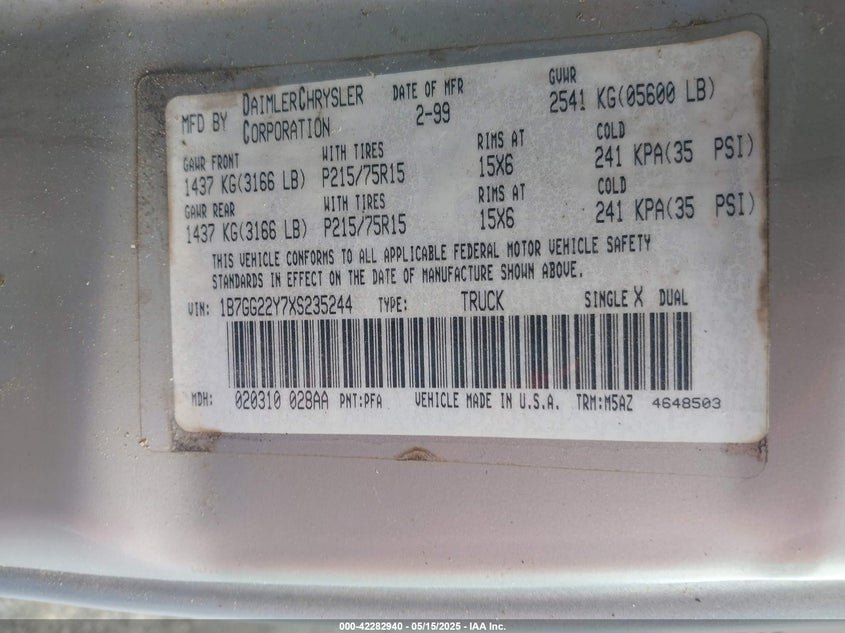 MFD BY DAIMLERCHRYSLER CORPORATION DATE OF MFR 2-99 GVWR 2541 KG(05600 LB)
GAWR FRONT WITH TIRES RIMS AT COLD
1437 KG(3166 LB) P215/75R15 15X6 241 KPA(35 PSI)
GAWR REAR WITH TIRES RIMS AT COLD
1437 KG(3166 LB) P215/75R15 15X6 241 KPA(35 PSI)
THIS VEHICLE CONFORMS TO ALL APPLICABLE FEDERAL MOTOR VEHICLE SAFETY
STANDARDS IN EFFECT ON THE DATE OF MANUFACTURE SHOWN ABOVE.
VIN: 1B7GG22Y7XS235244 TYPE: TRUCK SINGLE X DUAL
MDH: 020310 028AA PNT:PFA VEHICLE MADE IN U.S.A. TRM:M5AZ 4648503
000-42282940 - 05/15/2025 - IAA Inc.